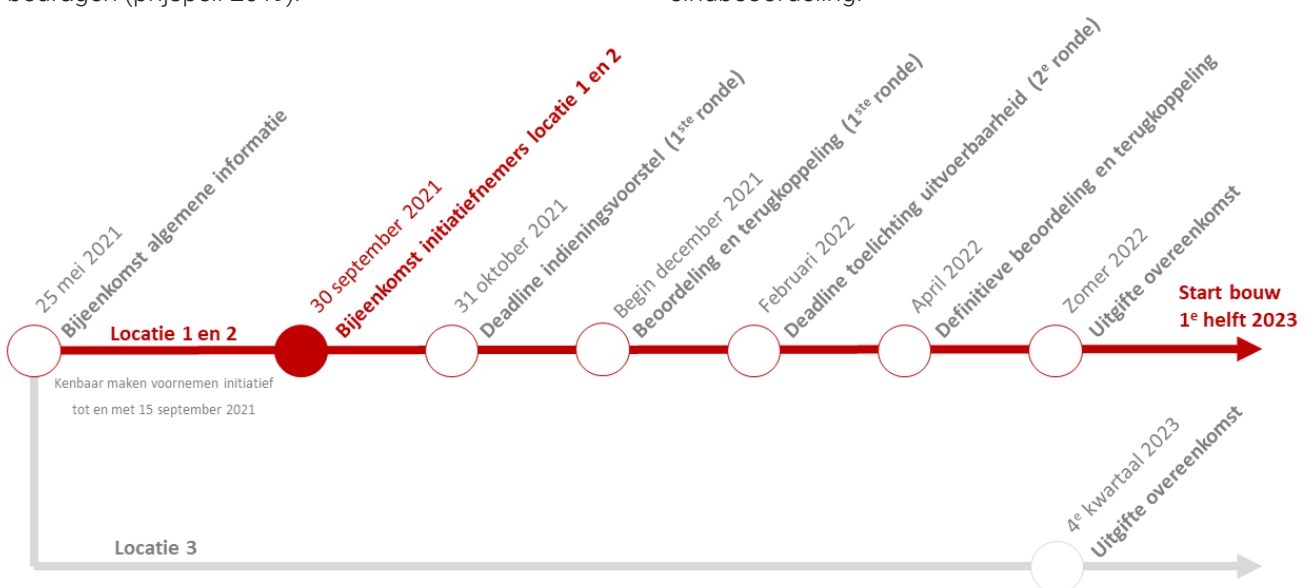 25 mei 2021
Bijeenkomst algemene informatie
30 september 2021
Bijeenkomst initiatiefnemers locatie 1 en 2
31 oktober 2021
Deadline indieningsvoorstel (1ste ronde)
Begin december 2021
Beoordeling en terugkoppeling (1ste ronde)
Februari 2022
Deadline toelichting uitvoerbaarheid (2e ronde)
April 2022
Definitieve beoordeling en terugkoppeling
Zomer 2022
Uitgifte overeenkomst
Start bouw
1e helft 2023
Locatie 1 en 2
Kenbaar maken voornemen initiatief
tot en met 15 september 2021
4e kwartaal 2023
Uitgifte overeenkomst
Locatie 3